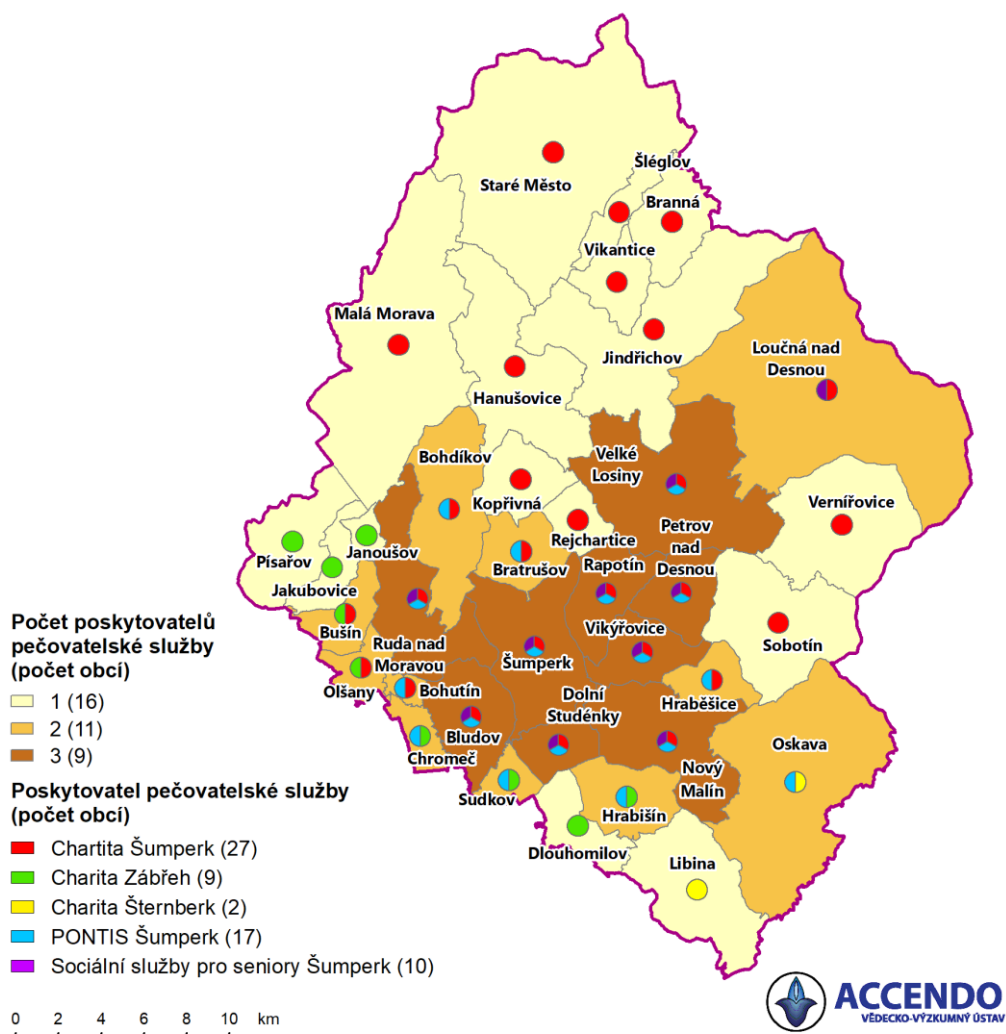 Šléglov
Staré Město
Branná
Vikantice
Malá Morava
Jindřichov
Loučná nad
Desnou
Hanušovice
Bohdíkov
Velké
Losiny
Kopřivná
Vernířovice
Petrov
nad
Desnou
Rejchartice
Písařov
Janoušov
Bratrušov
Rapotín
Jakubovice
Bušín
Vikýřovice
Ruda nad
Moravou
Šumperk
Sobotín
Olšany
Bohutín
Dolní
Studénky
Hraběšice
Bludov
Chromeč
Oskava
Nový
Malín
Sudkov
Hrabišín
Dlouhomilov
Libina
Počet poskytovatelů
pečovatelské služby
(počet obcí)
1 (16)
2 (11)
3 (9)
Poskytovatel pečovatelské služby
(počet obcí)
Chartita Šumperk (27)
Charita Zábřeh (9)
Charita Šternberk (2)
PONTIS Šumperk (17)
Sociální služby pro seniory Šumperk (10)
0 2 4 6 8 10 km
ACCENDO
VĚDECKO-VÝZKUMNÝ ÚSTAV